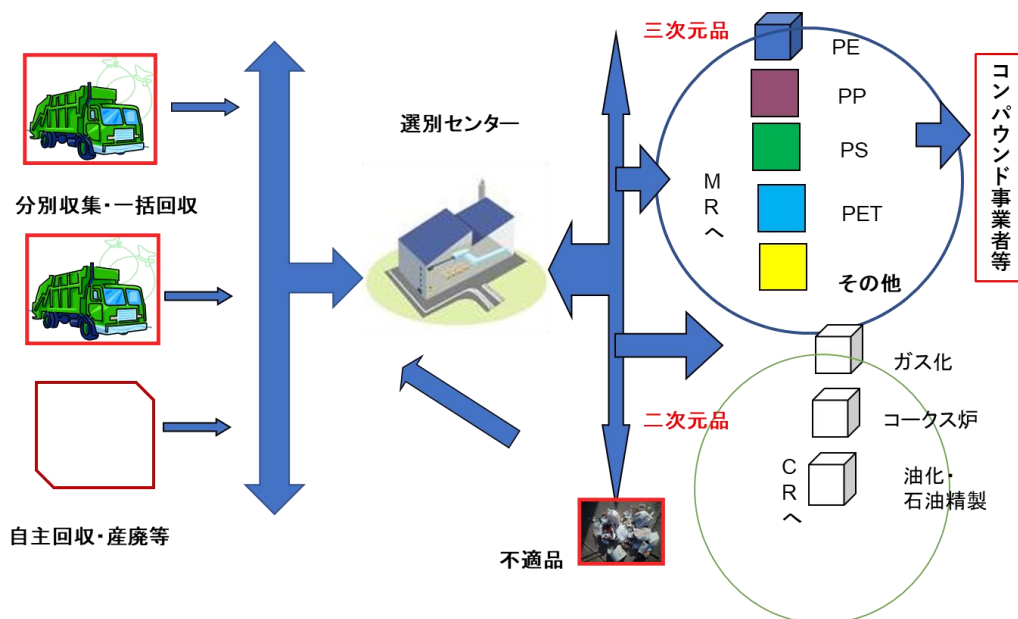 分別収集・一括回収
自主回収・産廃等
選別センター
三次元品
PE
PP
PS
PET
その他
MRへ
コンパウンド事業者等
二次元品
ガス化
コークス炉
油化・
石油精製
CRへ
不適品